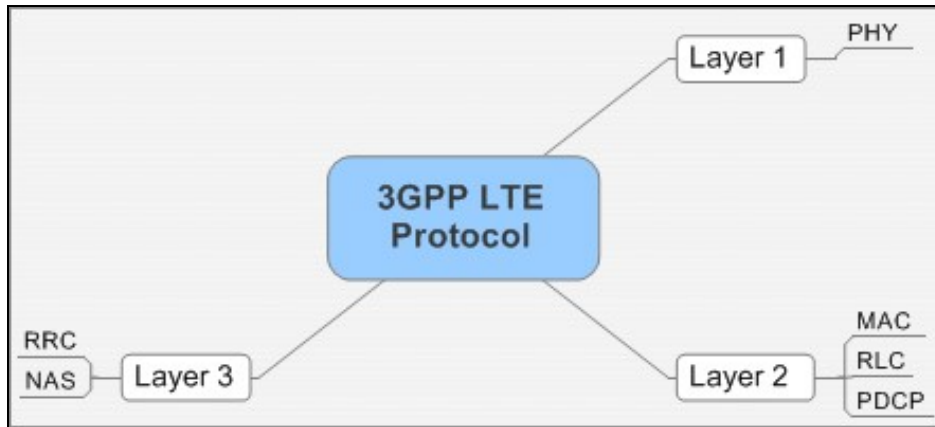 3GPP LTE
Protocol
Layer 1
PHY
Layer 2
MAC
RLC
PDCP
Layer 3
RRC
NAS